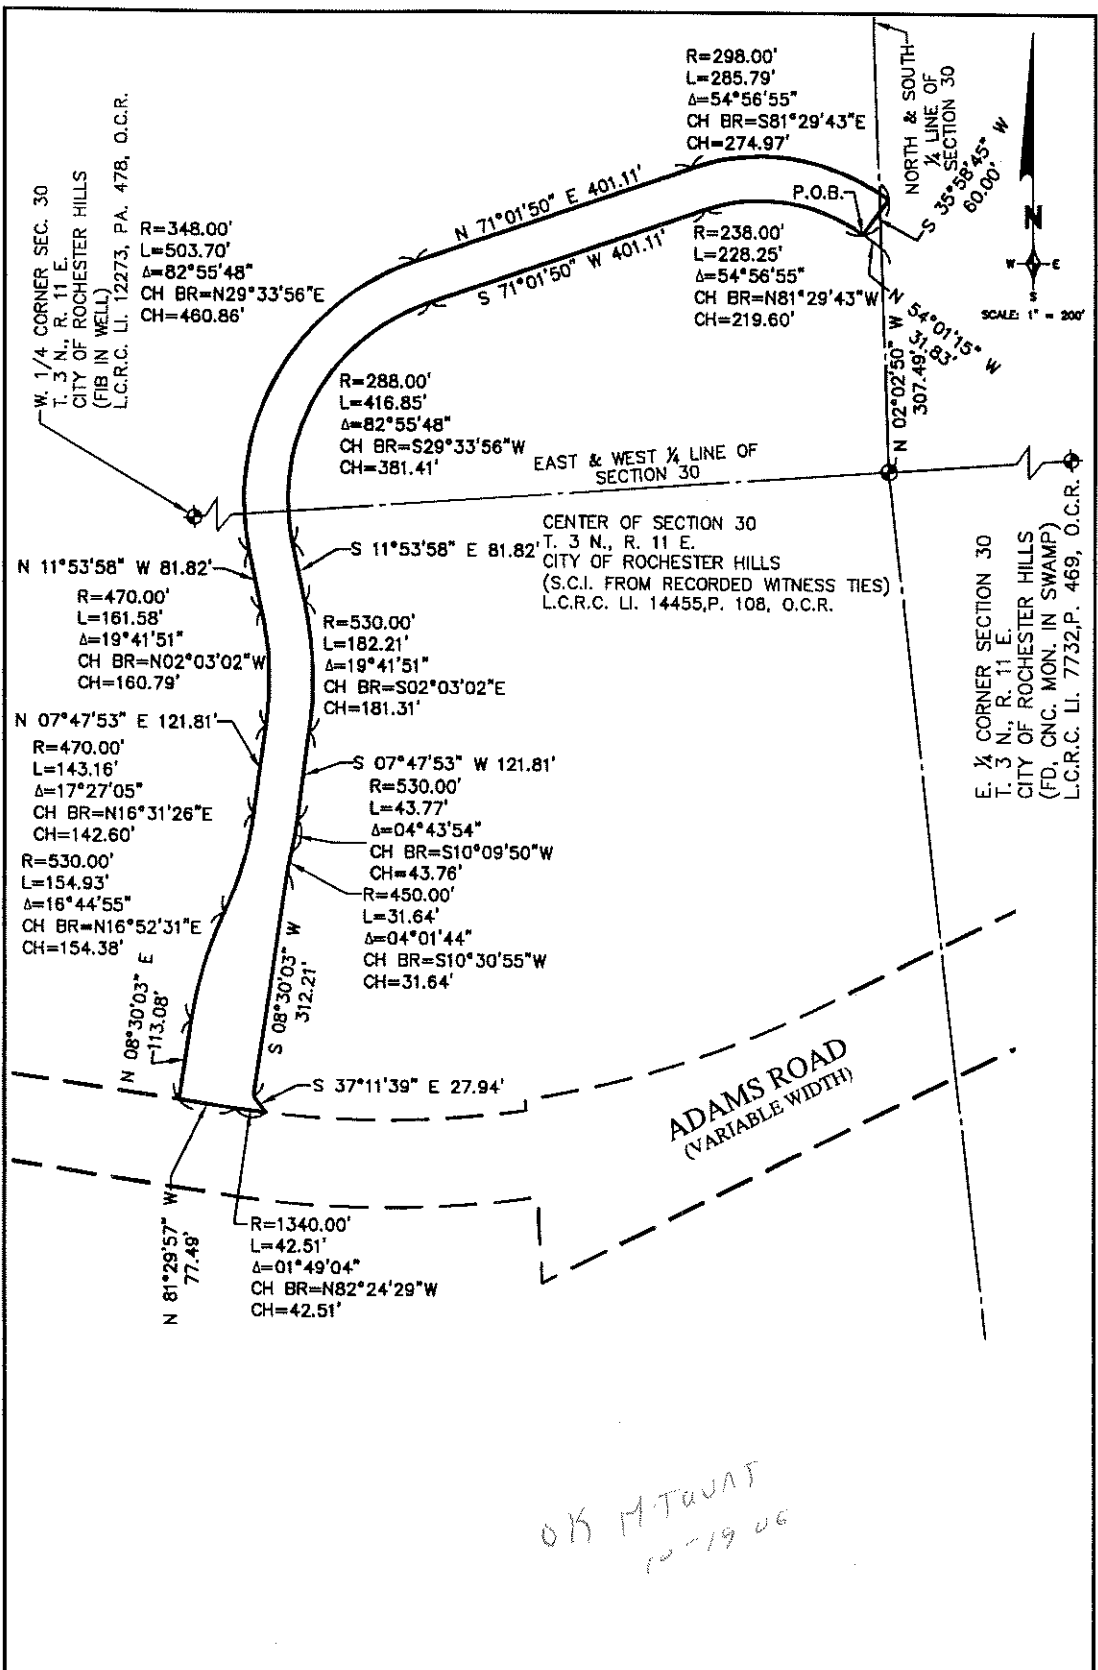 W. 1/4 CORNER SEC. 30
T. 3 N., R. 11 E.
CITY OF ROCHESTER HILLS
(FIB IN WELL)
L.C.R.C. LI. 12273, PA. 478, O.C.R.
R=348.00'
L=503.70'
Δ=82°55'48"
CH BR=N29°33'56"E
CH=460.86'
N 71°01'50" E 401.11'
S 71°01'50" W 401.11'
R=298.00'
L=285.79'
Δ=54°56'55"
CH BR=S81°29'43"E
CH=274.97'
NORTH & SOUTH
¼ LINE OF
SECTION 30
S 35°58'45" W
60.00'
P.O.B.
R=238.00'
L=228.25'
Δ=54°56'55"
CH BR=N81°29'43"W
CH=219.60'
N 54°01'15" W
31.83'
N 02°02'50" W
307.49'
N
W
E
S
SCALE: 1" = 200'
R=288.00'
L=416.85'
Δ=82°55'48"
CH BR=S29°33'56"W
CH=381.41'
EAST & WEST ¼ LINE OF
SECTION 30
CENTER OF SECTION 30
T. 3 N., R. 11 E.
CITY OF ROCHESTER HILLS
(S.C.I. FROM RECORDED WITNESS TIES)
L.C.R.C. LI. 14455,P. 108, O.C.R.
E. ¼ CORNER SECTION 30
T. 3 N., R. 11 E.
CITY OF ROCHESTER HILLS
(FD. CNC. MON. IN SWAMP)
L.C.R.C. LI. 7732,P. 469, O.C.R.
N 11°53'58" W 81.82'
S 11°53'58" E 81.82'
R=470.00'
L=161.58'
Δ=19°41'51"
CH BR=N02°03'02"W
CH=160.79'
R=530.00'
L=182.21'
Δ=19°41'51"
CH BR=S02°03'02"E
CH=181.31'
N 07°47'53" E 121.81'
S 07°47'53" W 121.81'
R=470.00'
L=143.16'
Δ=17°27'05"
CH BR=N16°31'26"E
CH=142.60'
R=530.00'
L=43.77'
Δ=04°43'54"
CH BR=S10°09'50"W
CH=43.76'
R=530.00'
L=154.93'
Δ=16°44'55"
CH BR=N16°52'31"E
CH=154.38'
R=450.00'
L=31.64'
Δ=04°01'44"
CH BR=S10°30'55"W
CH=31.64'
N 08°30'03" E
113.08'
S 08°30'03" W
312.21'
S 37°11'39" E 27.94'
ADAMS ROAD
(VARIABLE WIDTH)
N 81°29'57" W
77.49'
R=1340.00'
L=42.51'
Δ=01°49'04"
CH BR=N82°24'29"W
CH=42.51'
OK M
10-19 06